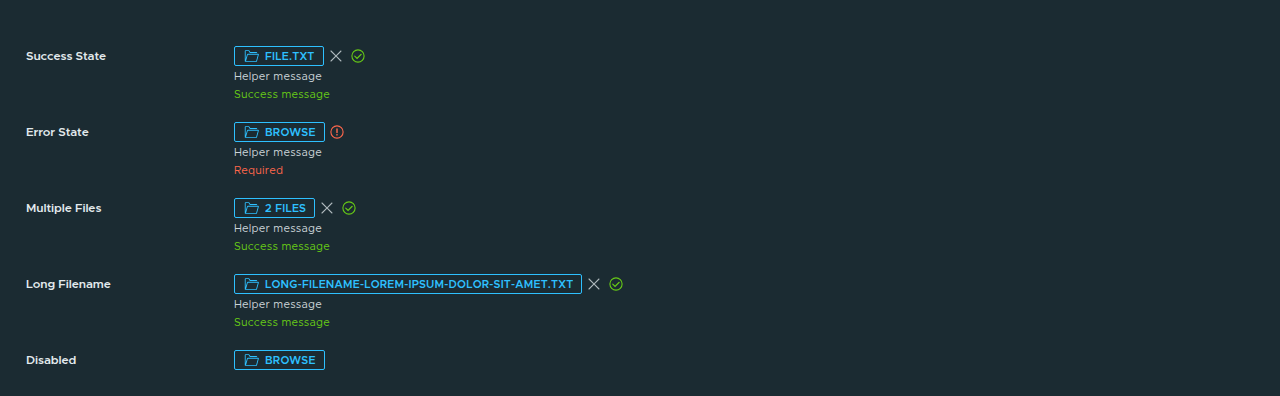 Success State
FILE.TXT
Helper message
Success message
Error State
BROWSE
Helper message
Required
Multiple Files
2 FILES
Helper message
Success message
Long Filename
LONG-FILENAME-LOREM-IPSUM-DOLOR-SIT-AMET.TXT
Helper message
Success message
Disabled
BROWSE